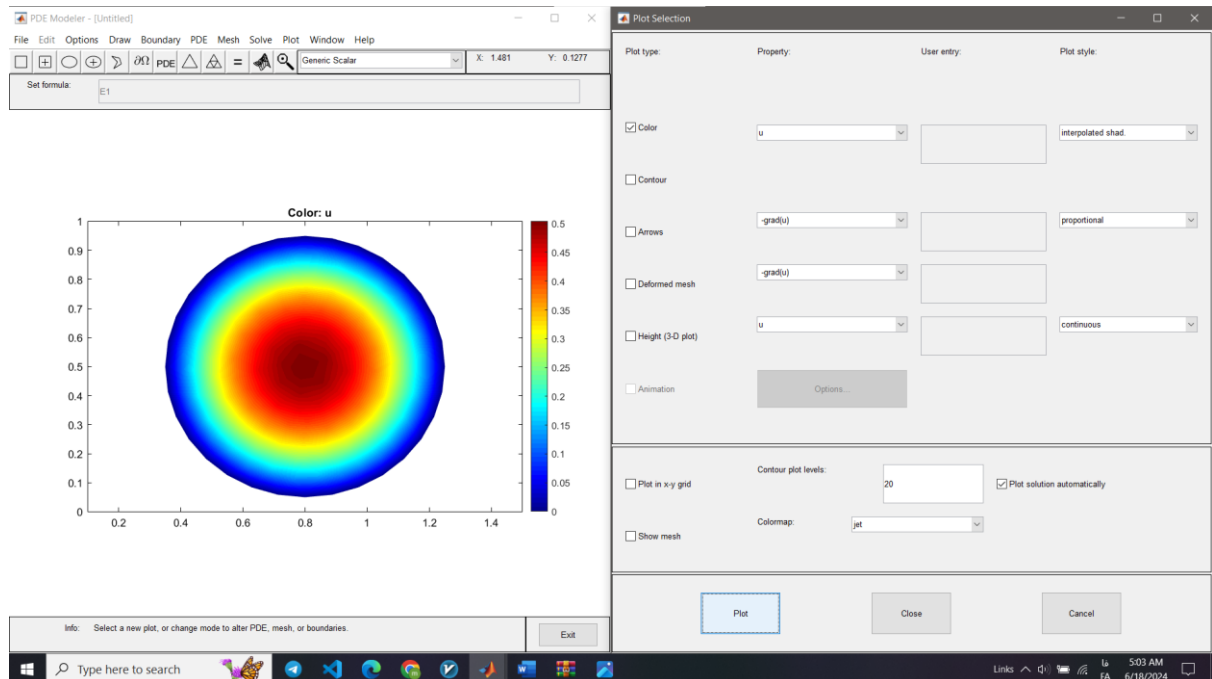 PDE Modeler - [Untitled]
File Edit Options Draw Boundary PDE Mesh Solve Plot Window Help
∂Ω PDE = Generic Scalar X: 1.481 Y: 0.1277
Set formula: E1
Color: u
1
0.9
0.8
0.7
0.6
0.5
0.4
0.3
0.2
0.1
0
0.2 0.4 0.6 0.8 1 1.2 1.4
0.5
0.45
0.4
0.35
0.3
0.25
0.2
0.15
0.1
0.05
0
Info: Select a new plot, or change mode to alter PDE, mesh, or boundaries.
Exit
Plot Selection
Plot type: Property: User entry: Plot style:
Color u interpolated shad.
Contour
Arrows -grad(u) proportional
Deformed mesh -grad(u)
Height (3-D plot) u continuous
Animation Options...
Plot in x-y grid Contour plot levels: 20 Plot solution automatically
Show mesh Colormap: jet
Plot Close Cancel
Type here to search
Links فا 5:03 AM
FA 6/18/2024